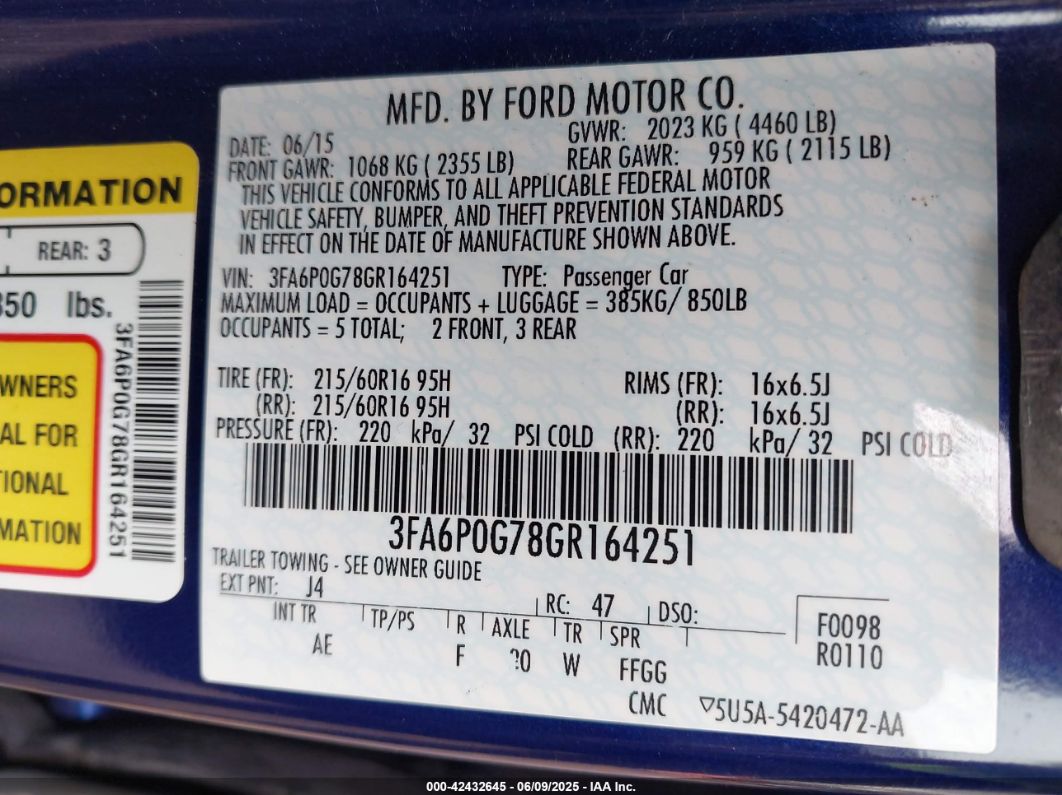 ORMATION
REAR: 3
850 lbs.
3FA6P0G78GR164251
WNERS
AL FOR
TIONAL
MATION
MFD. BY FORD MOTOR CO.
DATE: 06/15
GVWR: 2023 KG ( 4460 LB)
FRONT GAWR: 1068 KG ( 2355 LB)
REAR GAWR: 959 KG ( 2115 LB)
THIS VEHICLE CONFORMS TO ALL APPLICABLE FEDERAL MOTOR
VEHICLE SAFETY, BUMPER, AND THEFT PREVENTION STANDARDS
IN EFFECT ON THE DATE OF MANUFACTURE SHOWN ABOVE.
VIN: 3FA6P0G78GR164251 TYPE: Passenger Car
MAXIMUM LOAD = OCCUPANTS + LUGGAGE = 385KG/ 850LB
OCCUPANTS = 5 TOTAL; 2 FRONT, 3 REAR
TIRE (FR): 215/60R16 95H RIMS (FR): 16x6.5J
(RR): 215/60R16 95H (RR): 16x6.5J
PRESSURE (FR): 220 kPa/ 32 PSI COLD (RR): 220 kPa/ 32 PSI COLD
3FA6P0G78GR164251
TRAILER TOWING - SEE OWNER GUIDE
EXT PNT: J4 RC: 47 DSO:
INT TR TP/PS R AXLE TR SPR
AE F W FFGG
F0098
R0110
CMC 5U5A-5420472-AA
000-42432645 - 06/09/2025 - IAA Inc.